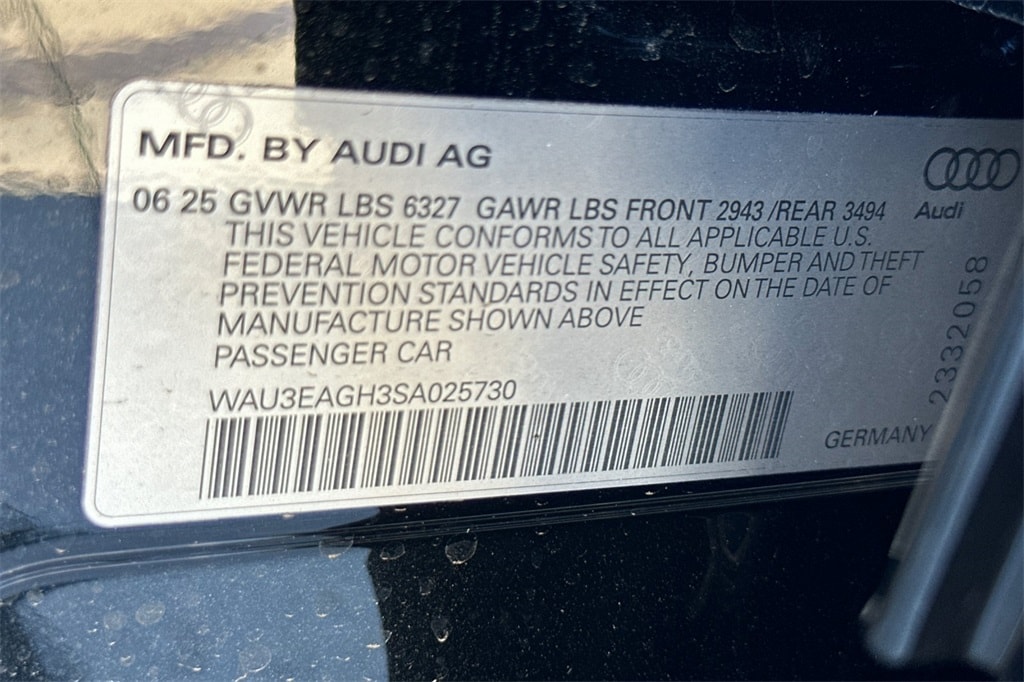 MFD. BY AUDI AG
06 25 GVWR LBS 6327 GAWR LBS FRONT 2943 /REAR 3494
Audi
THIS VEHICLE CONFORMS TO ALL APPLICABLE U.S.
FEDERAL MOTOR VEHICLE SAFETY, BUMPER AND THEFT
PREVENTION STANDARDS IN EFFECT ON THE DATE OF
MANUFACTURE SHOWN ABOVE
PASSENGER CAR
WAU3EAGH3SA025730
GERMANY
2332058